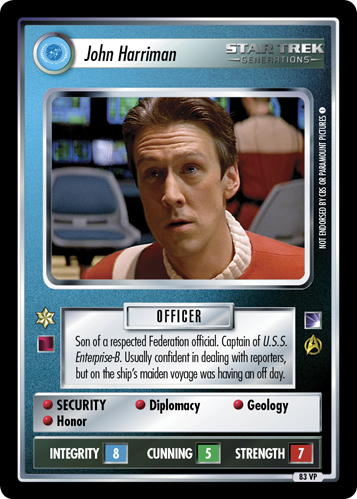 John Harriman
STAR TREK
GENERATIONS
NOT ENDORSED BY CBS OR PARAMOUNT PICTURES
OFFICER
Son of a respected Federation official. Captain of U.S.S.
Enterprise-B. Usually confident in dealing with reporters,
but on the ship's maiden voyage was having an off day.
SECURITY
Diplomacy
Geology
Honor
INTEGRITY 8
CUNNING 5
STRENGTH 7
83 VP